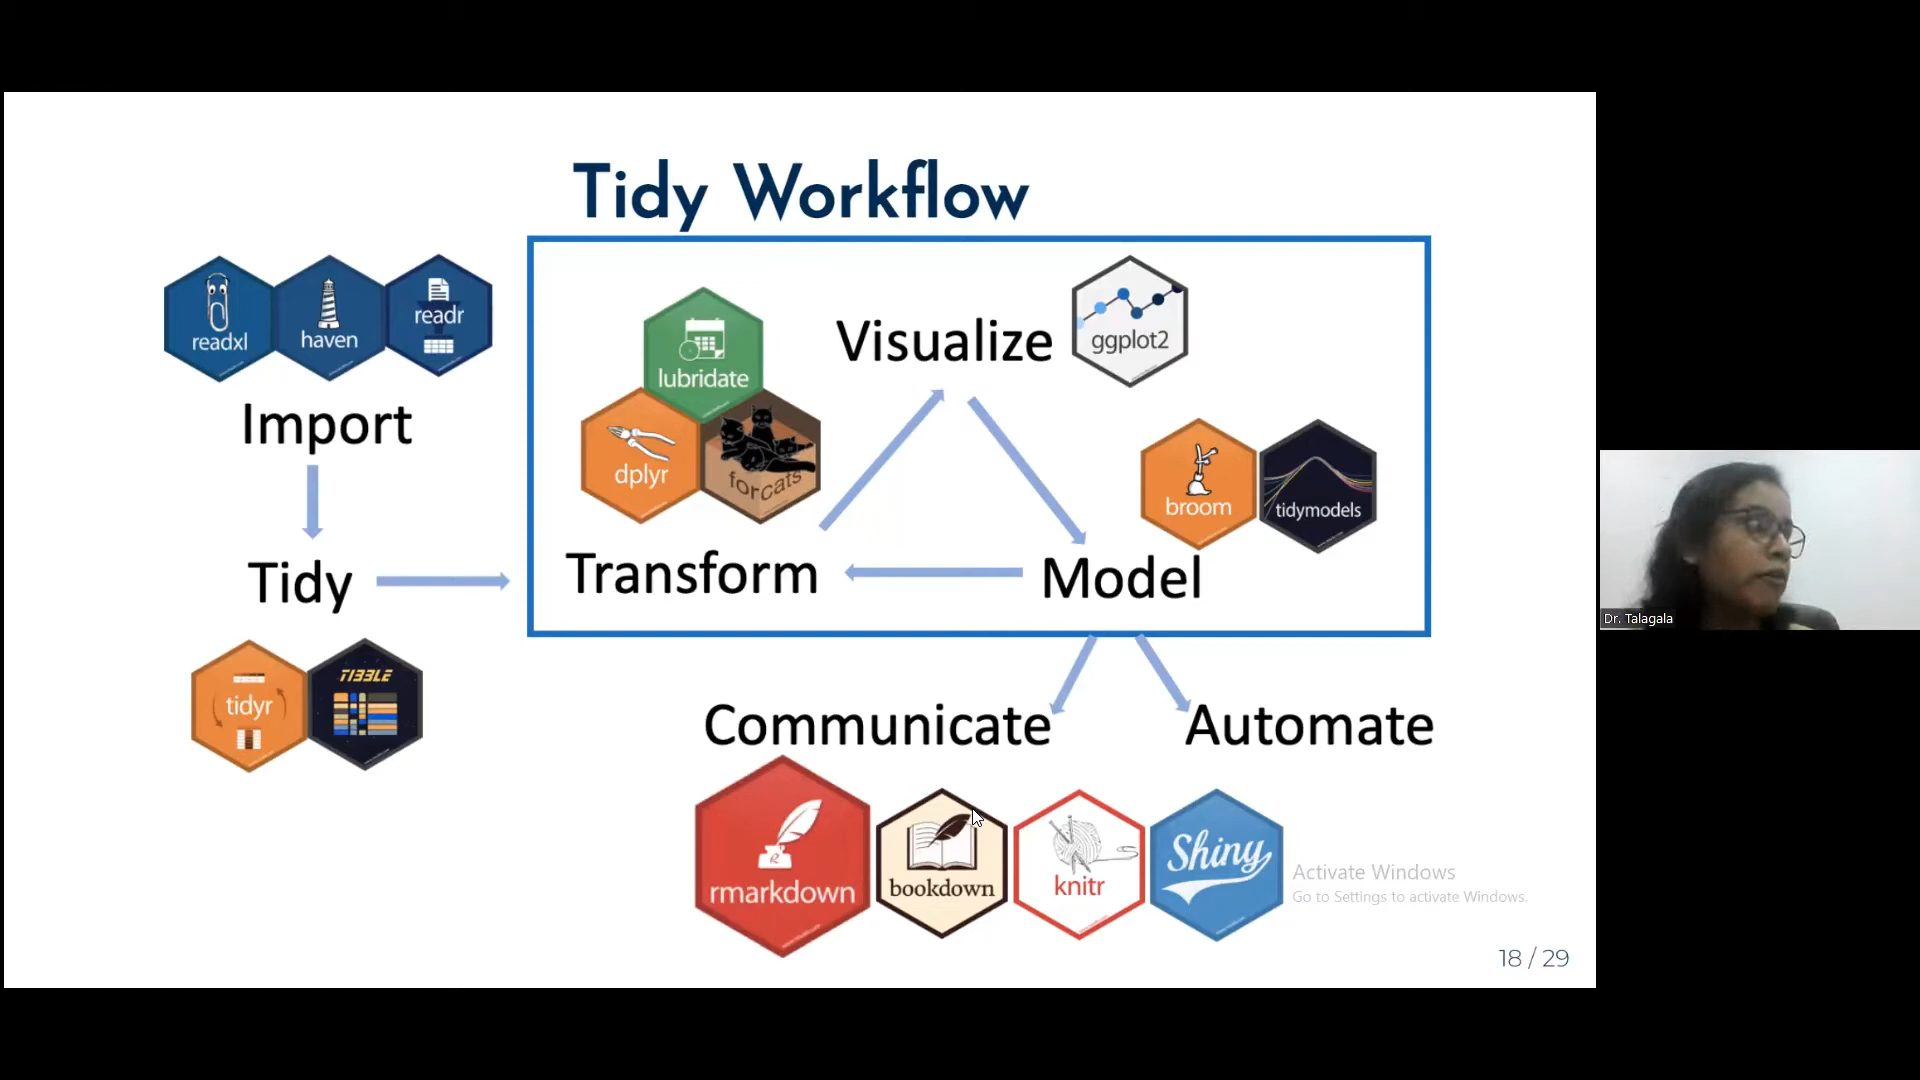 Tidy Workflow
readxl
haven
readr
Import
Tidy
tidyr
TIBBLE
lubridate
dplyr
forcats
Transform
Visualize
ggplot2
broom
tidymodels
Model
Communicate
Automate
rmarkdown
bookdown
knitr
Shiny
Activate Windows
Go to Settings to activate Windows.
18 / 29
Dr. Talagala